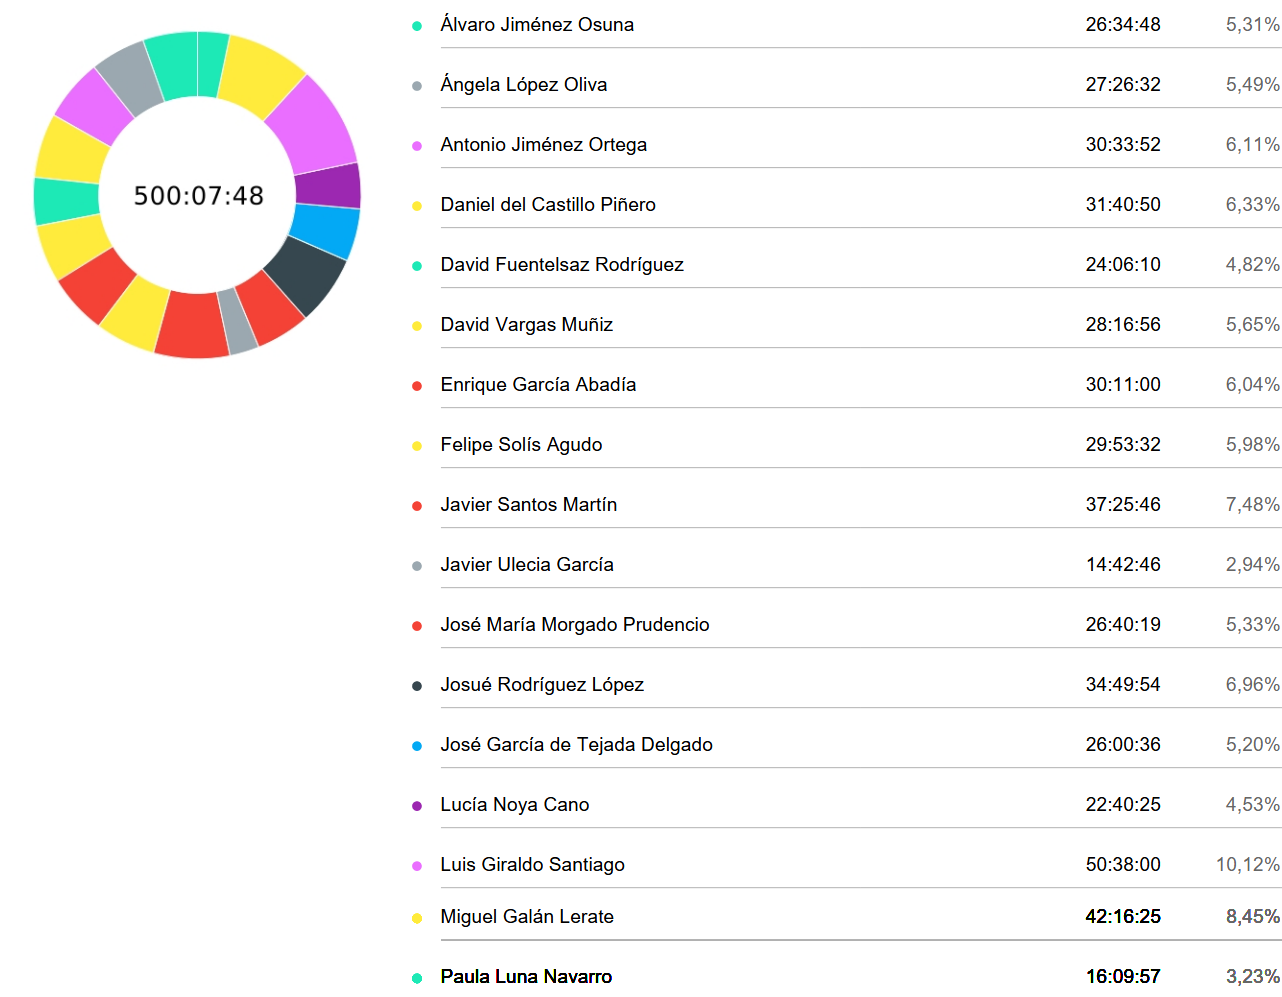 500:07:48
Álvaro Jiménez Osuna 26:34:48 5,31%
Ángela López Oliva 27:26:32 5,49%
Antonio Jiménez Ortega 30:33:52 6,11%
Daniel del Castillo Piñero 31:40:50 6,33%
David Fuentelsaz Rodríguez 24:06:10 4,82%
David Vargas Muñiz 28:16:56 5,65%
Enrique García Abadía 30:11:00 6,04%
Felipe Solís Agudo 29:53:32 5,98%
Javier Santos Martín 37:25:46 7,48%
Javier Ulecia García 14:42:46 2,94%
José María Morgado Prudencio 26:40:19 5,33%
Josué Rodríguez López 34:49:54 6,96%
José García de Tejada Delgado 26:00:36 5,20%
Lucía Noya Cano 22:40:25 4,53%
Luis Giraldo Santiago 50:38:00 10,12%
Miguel Galán Lerate 42:16:25 8,45%
Paula Luna Navarro 16:09:57 3,23%